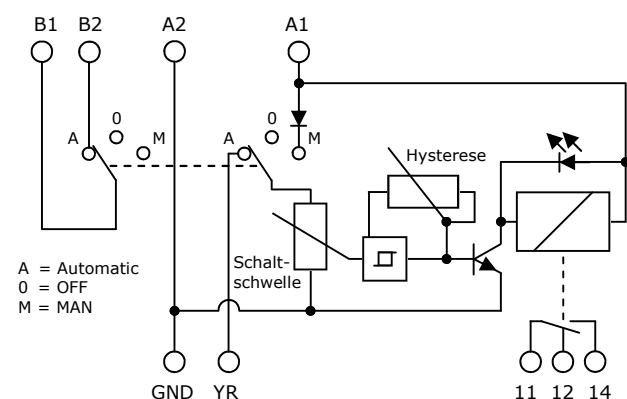 B1 B2 A2 A1
0 0
A M A M
Hysterese
Schalt-
schwelle
A = Automatic
0 = OFF
M = MAN
GND YR 11 12 14